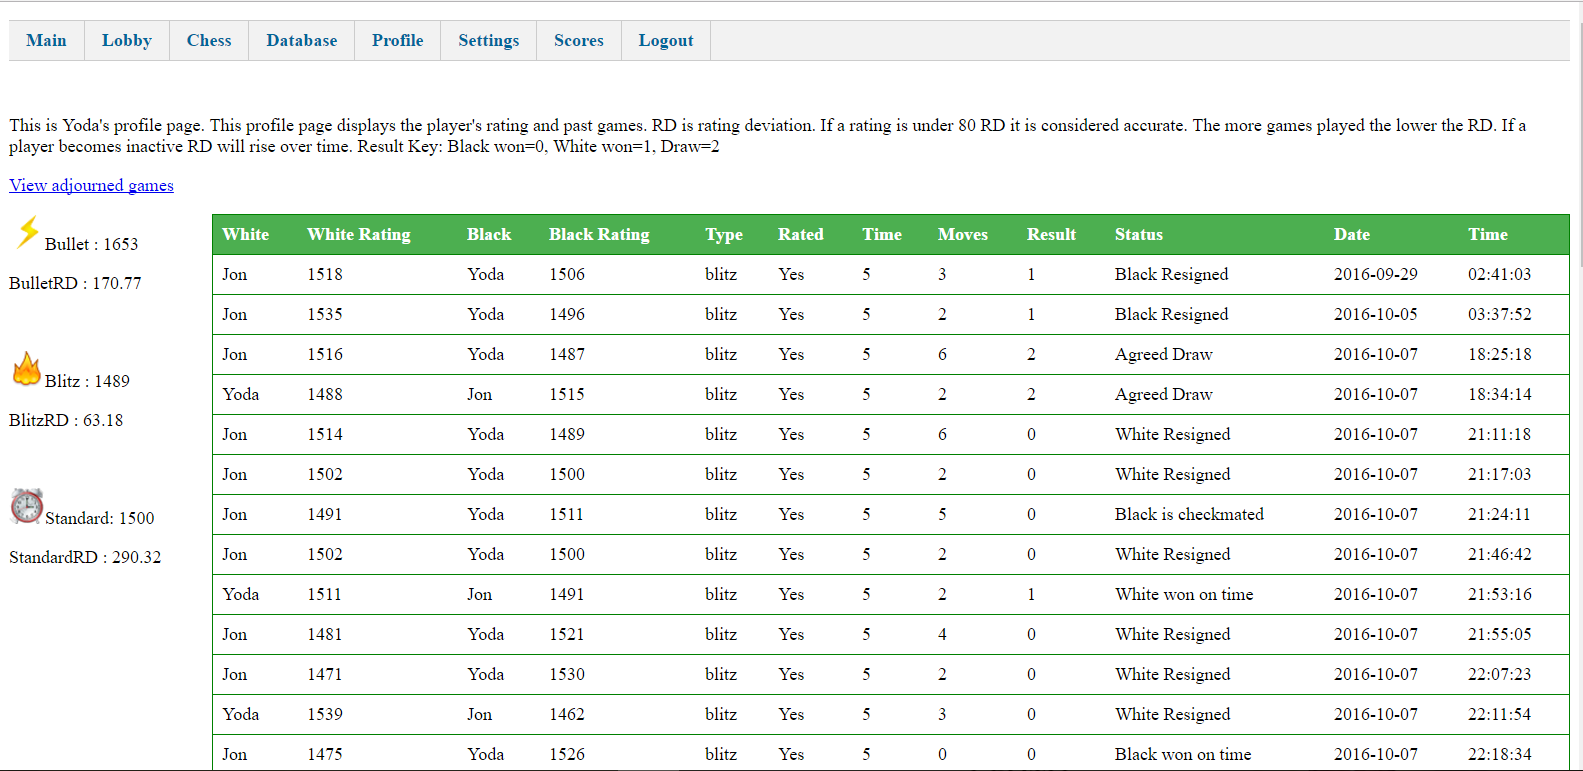 Main Lobby Chess Database Profile Settings Scores Logout
This is Yoda's profile page. This profile page displays the player's rating and past games. RD is rating deviation. If a rating is under 80 RD it is considered accurate. The more games played the lower the RD. If a
player becomes inactive RD will rise over time. Result Key: Black won=0, White won=1, Draw=2
View adjourned games
Bullet : 1653
BulletRD : 170.77
Blitz : 1489
BlitzRD : 63.18
Standard: 1500
StandardRD : 290.32
White White Rating Black Black Rating Type Rated Time Moves Result Status Date Time
Jon 1518 Yoda 1506 blitz Yes 5 3 1 Black Resigned 2016-09-29 02:41:03
Jon 1535 Yoda 1496 blitz Yes 5 2 1 Black Resigned 2016-10-05 03:37:52
Jon 1516 Yoda 1487 blitz Yes 5 6 2 Agreed Draw 2016-10-07 18:25:18
Yoda 1488 Jon 1515 blitz Yes 5 2 2 Agreed Draw 2016-10-07 18:34:14
Jon 1514 Yoda 1489 blitz Yes 5 6 0 White Resigned 2016-10-07 21:11:18
Jon 1502 Yoda 1500 blitz Yes 5 2 0 White Resigned 2016-10-07 21:17:03
Jon 1491 Yoda 1511 blitz Yes 5 5 0 Black is checkmated 2016-10-07 21:24:11
Jon 1502 Yoda 1500 blitz Yes 5 2 0 White Resigned 2016-10-07 21:46:42
Yoda 1511 Jon 1491 blitz Yes 5 2 1 White won on time 2016-10-07 21:53:16
Jon 1481 Yoda 1521 blitz Yes 5 4 0 White Resigned 2016-10-07 21:55:05
Jon 1471 Yoda 1530 blitz Yes 5 2 0 White Resigned 2016-10-07 22:07:23
Yoda 1539 Jon 1462 blitz Yes 5 3 0 White Resigned 2016-10-07 22:11:54
Jon 1475 Yoda 1526 blitz Yes 5 0 0 Black won on time 2016-10-07 22:18:34